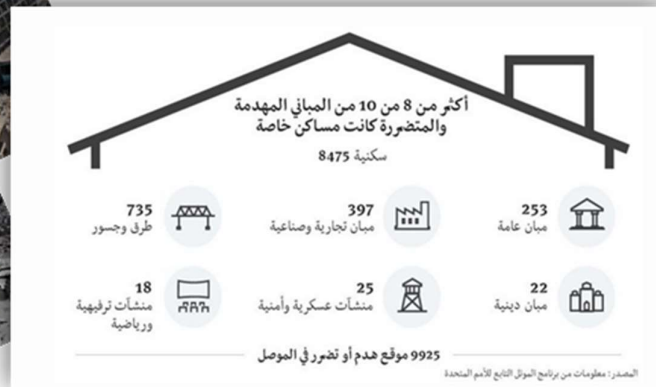 أكثر من 8 من 10 من المباني المهدمة
والمتضررة كانت مساكن خاصة
سكنية 8475
253
مبان عامة
397
مبان تجارية وصناعية
735
طرق وجسور
22
مبان دينية
25
منشآت عسكرية وأمنية
18
منشآت ترفيهية
ورياضية
9925 موقع هدم أو تضرر في الموصل
المصدر: معلومات من برنامج الموئل التابع للأمم المتحدة